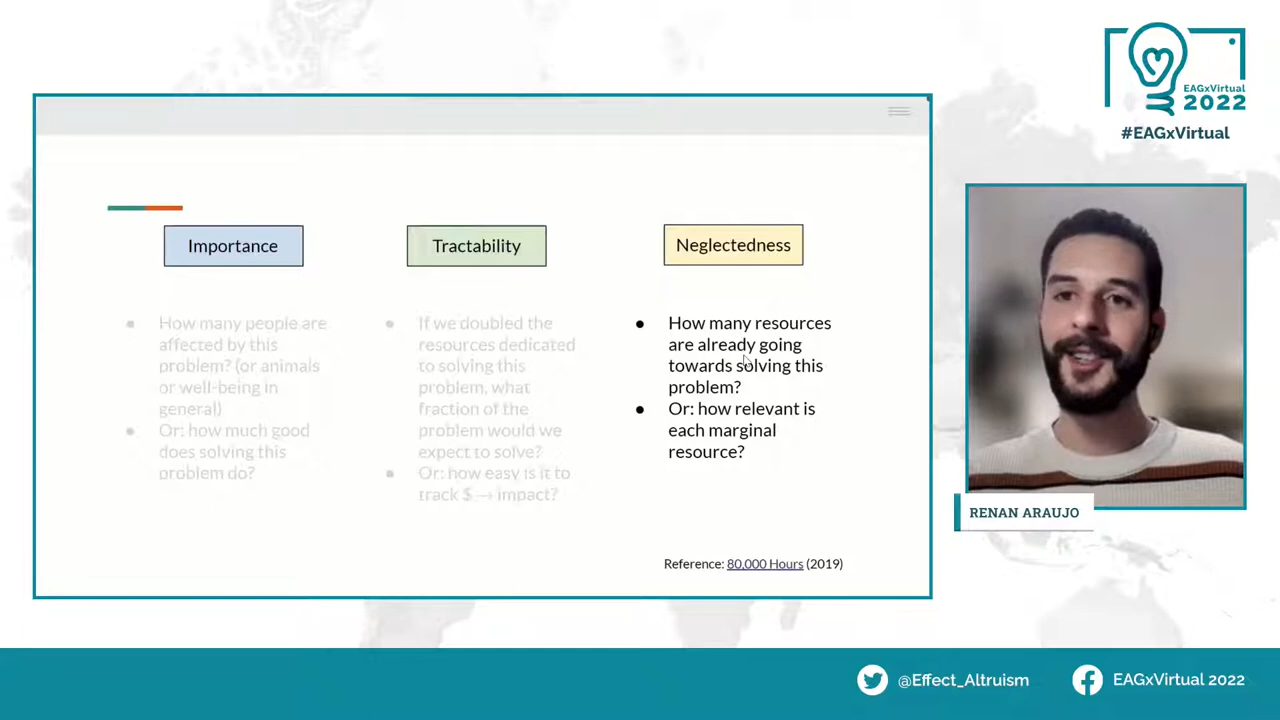 EAGxVirtual
2022
#EAGxVirtual
Importance
How many people are
affected by this
problem? (or animals
or well-being in
general)
Or: how much good
does solving this
problem do?
Tractability
If we doubled the
resources dedicated
to solving this
problem, what
fraction of the
problem would we
expect to solve?
Or: how easy is it to
track $ → impact?
Neglectedness
How many resources
are already going
towards solving this
problem?
Or: how relevant is
each marginal
resource?
Reference: 80,000 Hours (2019)
RENAN ARAUJO
@Effect_Altruism
EAGxVirtual 2022